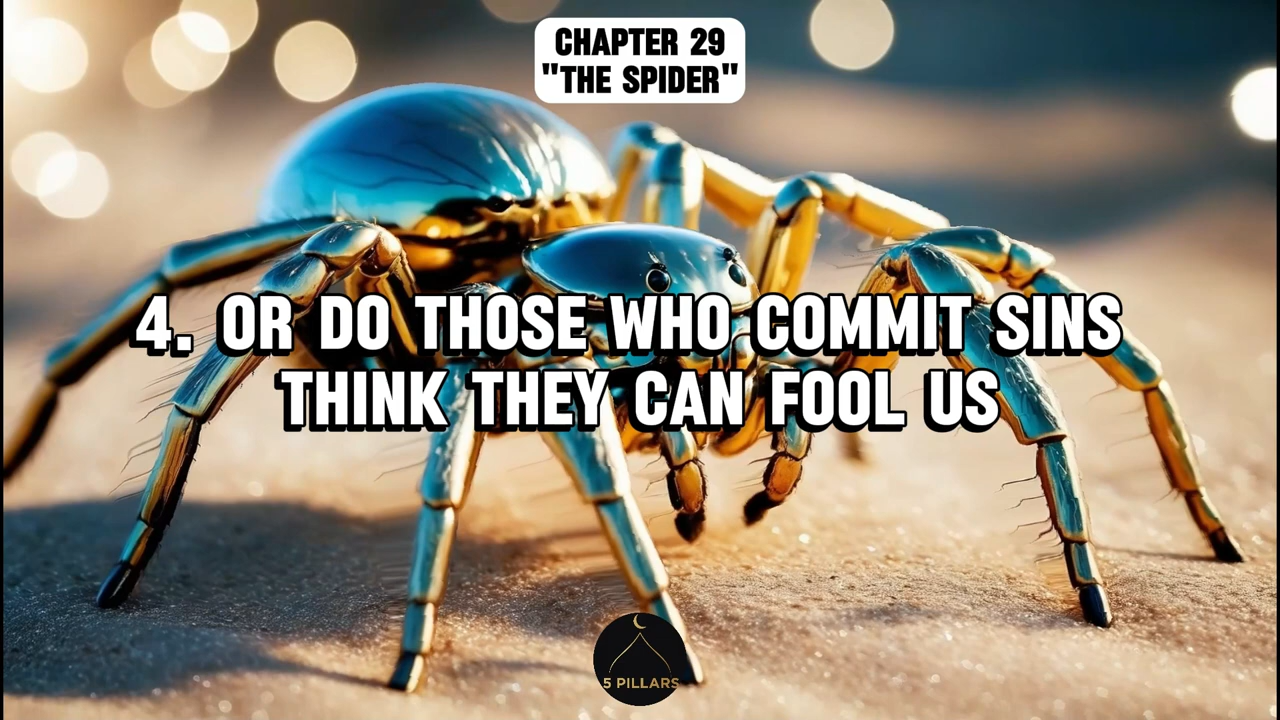 CHAPTER 29
"THE SPIDER"
4. OR DO THOSE WHO COMMIT SINS
THINK THEY CAN FOOL US
5 PILLARS